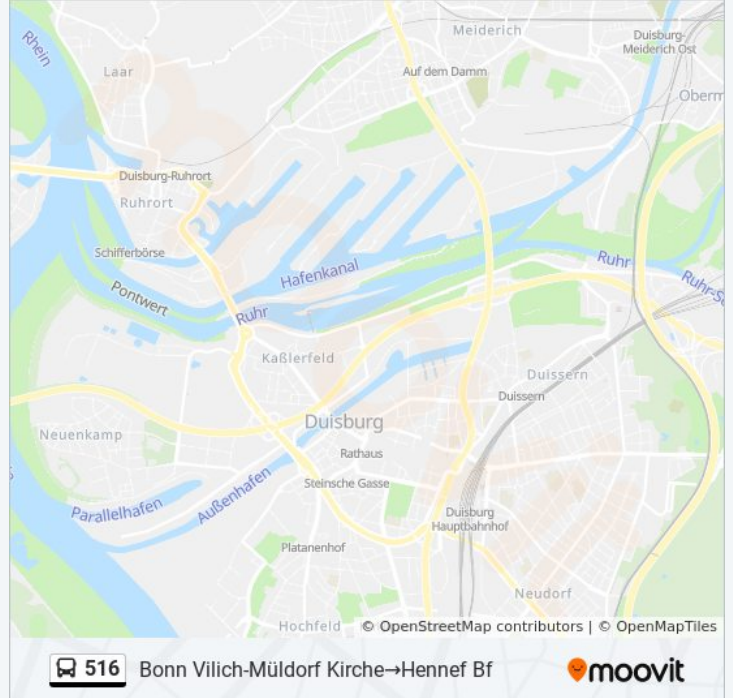 Meiderich
Duisburg-
Meiderich Ost
Rhein
Laar
Auf dem Damm
Oberm
Duisburg-Ruhrort
Ruhrort
Schifferbörse
Hafenkanal
Ruhr
Ruhr-S
Pontwert
Ruhr
Kaßlerfeld
Duissern
Duissern
Duisburg
Neuenkamp
Rathaus
Steinsche Gasse
Außenhafen
Parallelhafen
Duisburg
Hauptbahnhof
Platanenhof
Neudorf
Hochfeld
© OpenStreetMap contributors | © OpenMapTiles
516 Bonn Vilich-Müldorf Kirche→Hennef Bf moovit